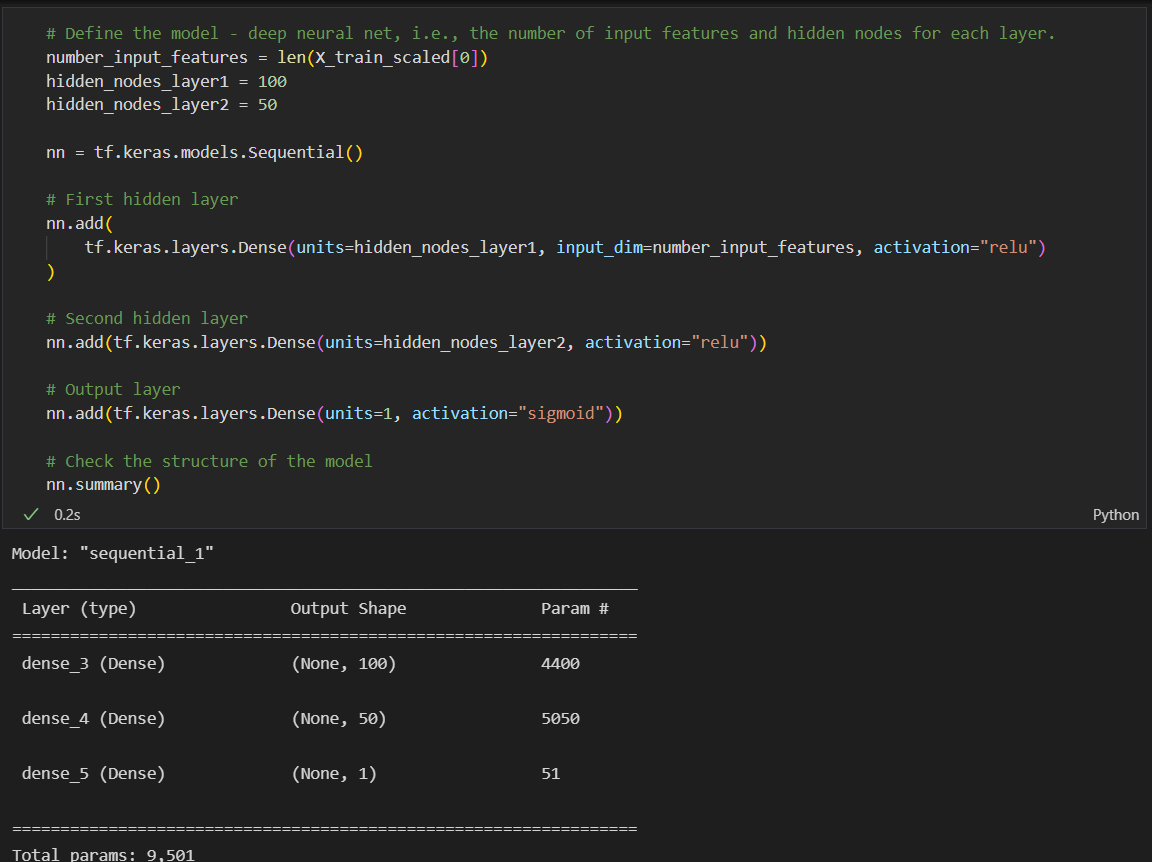 # Define the model - deep neural net, i.e., the number of input features and hidden nodes for each layer.
number_input_features = len(X_train_scaled[0])
hidden_nodes_layer1 = 100
hidden_nodes_layer2 = 50
nn = tf.keras.models.Sequential()
# First hidden layer
nn.add(
    tf.keras.layers.Dense(units=hidden_nodes_layer1, input_dim=number_input_features, activation="relu")
)
# Second hidden layer
nn.add(tf.keras.layers.Dense(units=hidden_nodes_layer2, activation="relu"))
# Output layer
nn.add(tf.keras.layers.Dense(units=1, activation="sigmoid"))
# Check the structure of the model
nn.summary()
0.2s Python
Model: "sequential_1"
Layer (type) Output Shape Param #
=================================================================
dense_3 (Dense) (None, 100) 4400
dense_4 (Dense) (None, 50) 5050
dense_5 (Dense) (None, 1) 51
=================================================================
Total params: 9,501